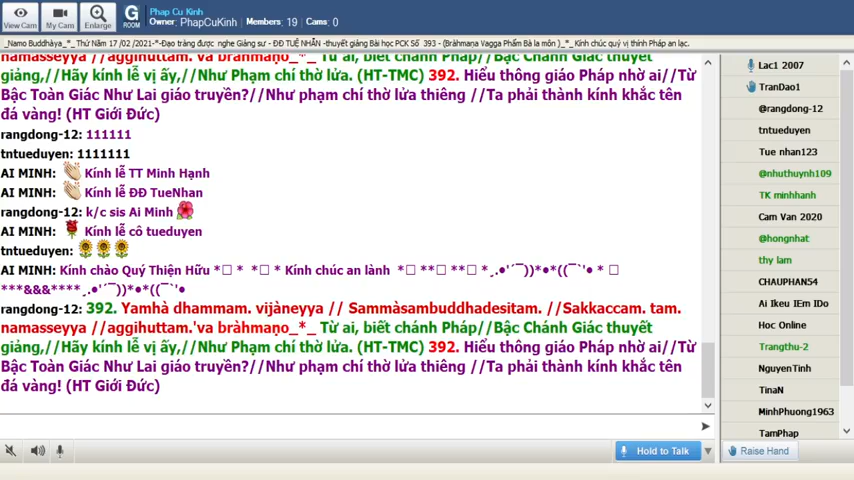 View Cam
My Cam
Enlarge
G
ROOM
Phap Cu Kinh
Owner: PhapCuKinh Members: 19 Cams: 0
_Namo Buddhàya_*_ Thứ Năm 17 /02 /2021-*-Đạo tràng được nghe Giảng sư - ĐĐ TUỆ NHÂN -thuyết giảng Bài học PCK Số 393 - (Bràhmaṇa Vagga Phẩm Bà la môn )_*_ Kính chúc quý vị thính Pháp an lạc.
namasseyya //aggihuttam.'va bràhmaṇo_*_ Từ ai, biết chánh Pháp//Bậc Chánh Giác thuyết
giảng,//Hãy kính lễ vị ấy,//Như Phạm chí thờ lửa. (HT-TMC) 392. Hiểu thông giáo Pháp nhờ ai//Từ
Bậc Toàn Giác Như Lai giáo truyền?//Như phạm chí thờ lửa thiêng //Ta phải thành kính khắc tên
đá vàng! (HT Giới Đức)
rangdong-12: 111111
tntueduyen: 1111111
AI MINH: Kính lễ TT Minh Hạnh
AI MINH: Kính lễ ĐĐ TueNhan
rangdong-12: k/c sis Ai Minh
AI MINH: Kính lễ cô tueduyen
tntueduyen:
AI MINH: Kính chào Quý Thiện Hữu *□ * *□ * Kính chúc an lành *□ **□ **□ *¸.•'´¯))*•*((¯`'• * □
***&&&****¸.•'´¯))*•*((¯`'•
rangdong-12: 392. Yamhà dhammam. vijàneyya // Sammàsambuddhadesitam. //Sakkaccam. tam.
namasseyya //aggihuttam.'va bràhmaṇo_*_ Từ ai, biết chánh Pháp//Bậc Chánh Giác thuyết
giảng,//Hãy kính lễ vị ấy,//Như Phạm chí thờ lửa. (HT-TMC) 392. Hiểu thông giáo Pháp nhờ ai//Từ
Bậc Toàn Giác Như Lai giáo truyền?//Như phạm chí thờ lửa thiêng //Ta phải thành kính khắc tên
đá vàng! (HT Giới Đức)
Hold to Talk
Lac1 2007
TranDao1
@rangdong-12
tntueduyen
Tue nhan123
@nhuthuynh109
TK minhhanh
Cam Van 2020
@hongnhat
thy lam
CHAUPHAN54
Ai Ikeu IErn IDo
Hoc Online
Trangthu-2
NguyenTinh
TinaN
MinhPhuong1963
TamPhap
Raise Hand